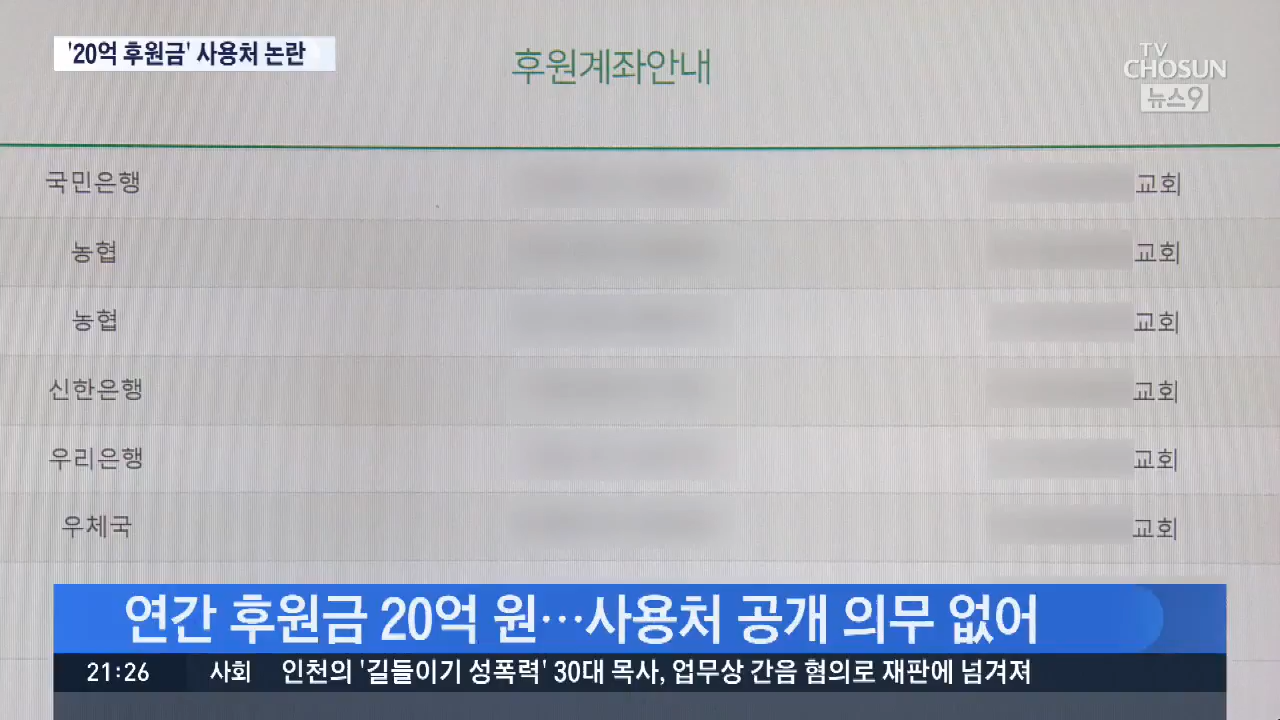 '20억 후원금' 사용처 논란
후원계좌안내
TV
CHOSUN
뉴스9
국민은행 교회
농협 교회
농협 교회
신한은행 교회
우리은행 교회
우체국 교회
연간 후원금 20억 원…사용처 공개 의무 없어
21:26 사회 인천의 '길들이기 성폭력' 30대 목사, 업무상 간음 혐의로 재판에 넘겨져